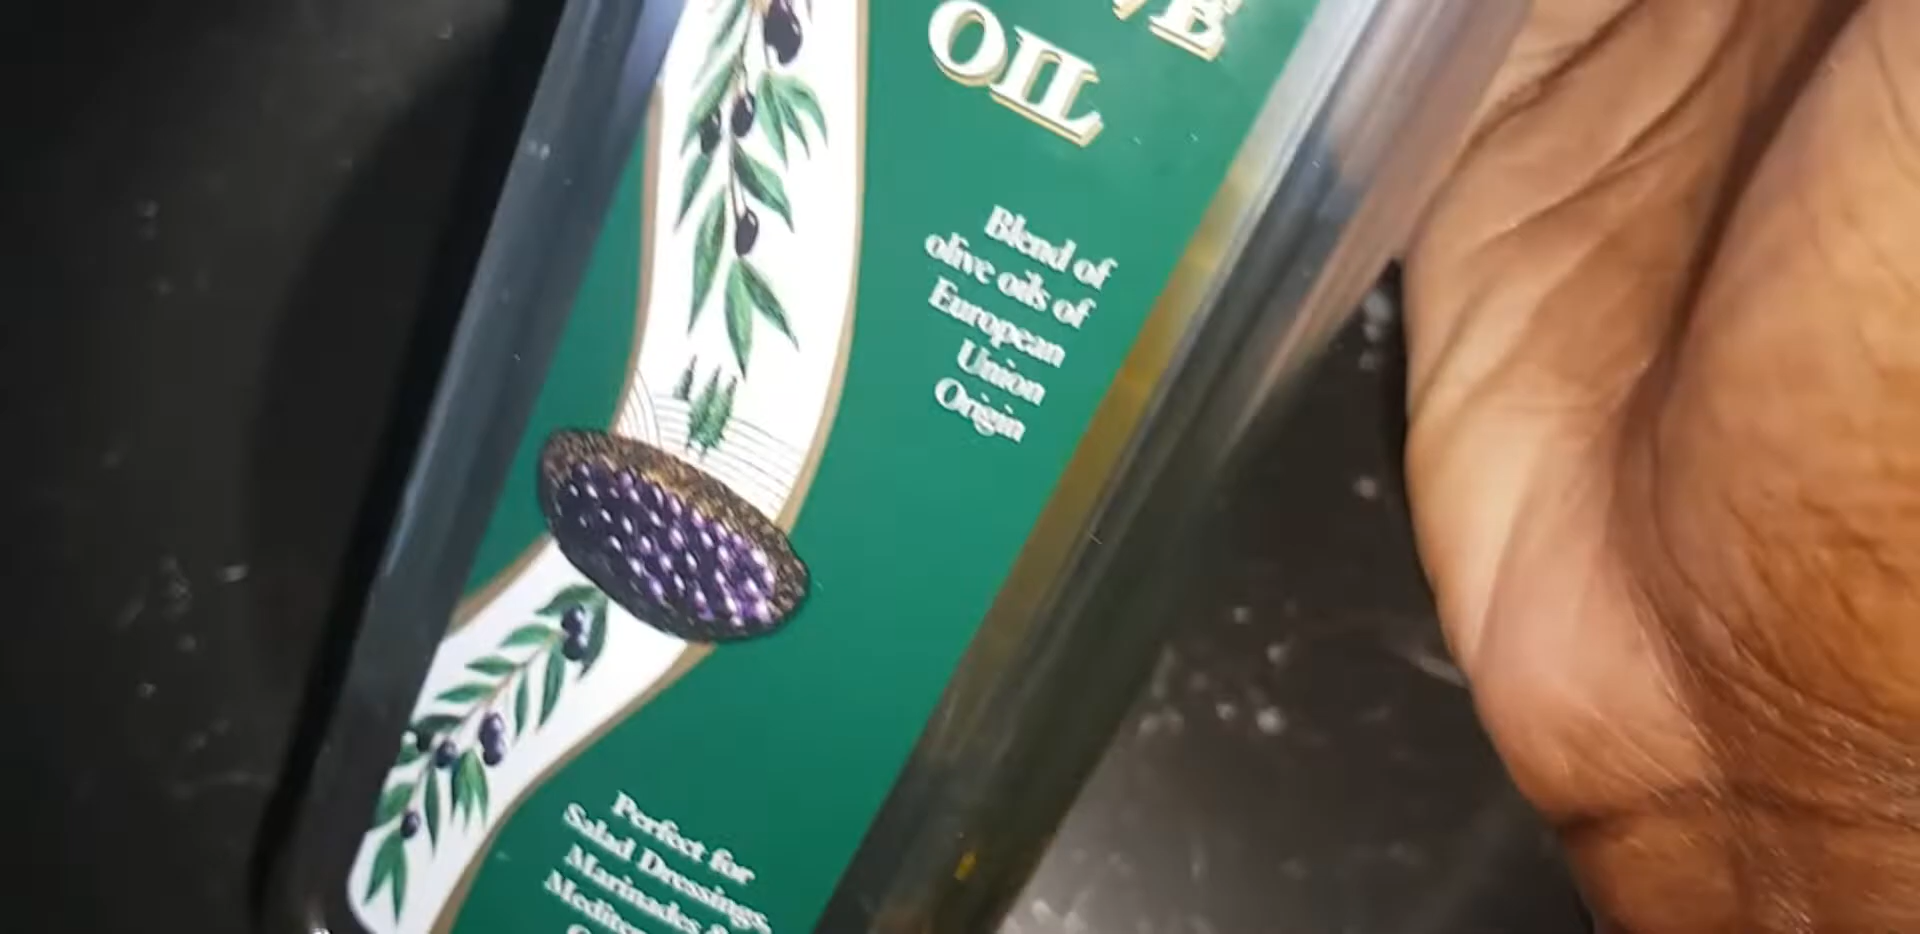 OIL
Blend of
olive oils of
European
Union
Origin
Perfect for
Salad Dressings,
Marinades &